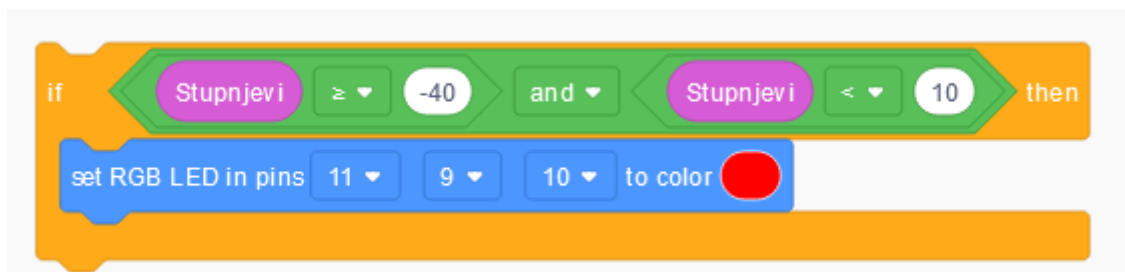 if Stupnjevi ≥ -40 and Stupnjevi < 10 then
set RGB LED in pins 11 9 10 to color